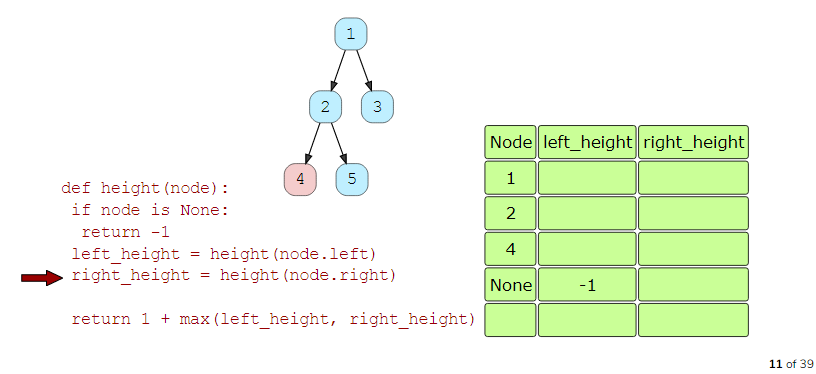 1
2 3
4 5
def height(node):
if node is None:
return -1
left_height = height(node.left)
right_height = height(node.right)
return 1 + max(left_height, right_height)
Node left_height right_height
1
2
4
None -1
11 of 39